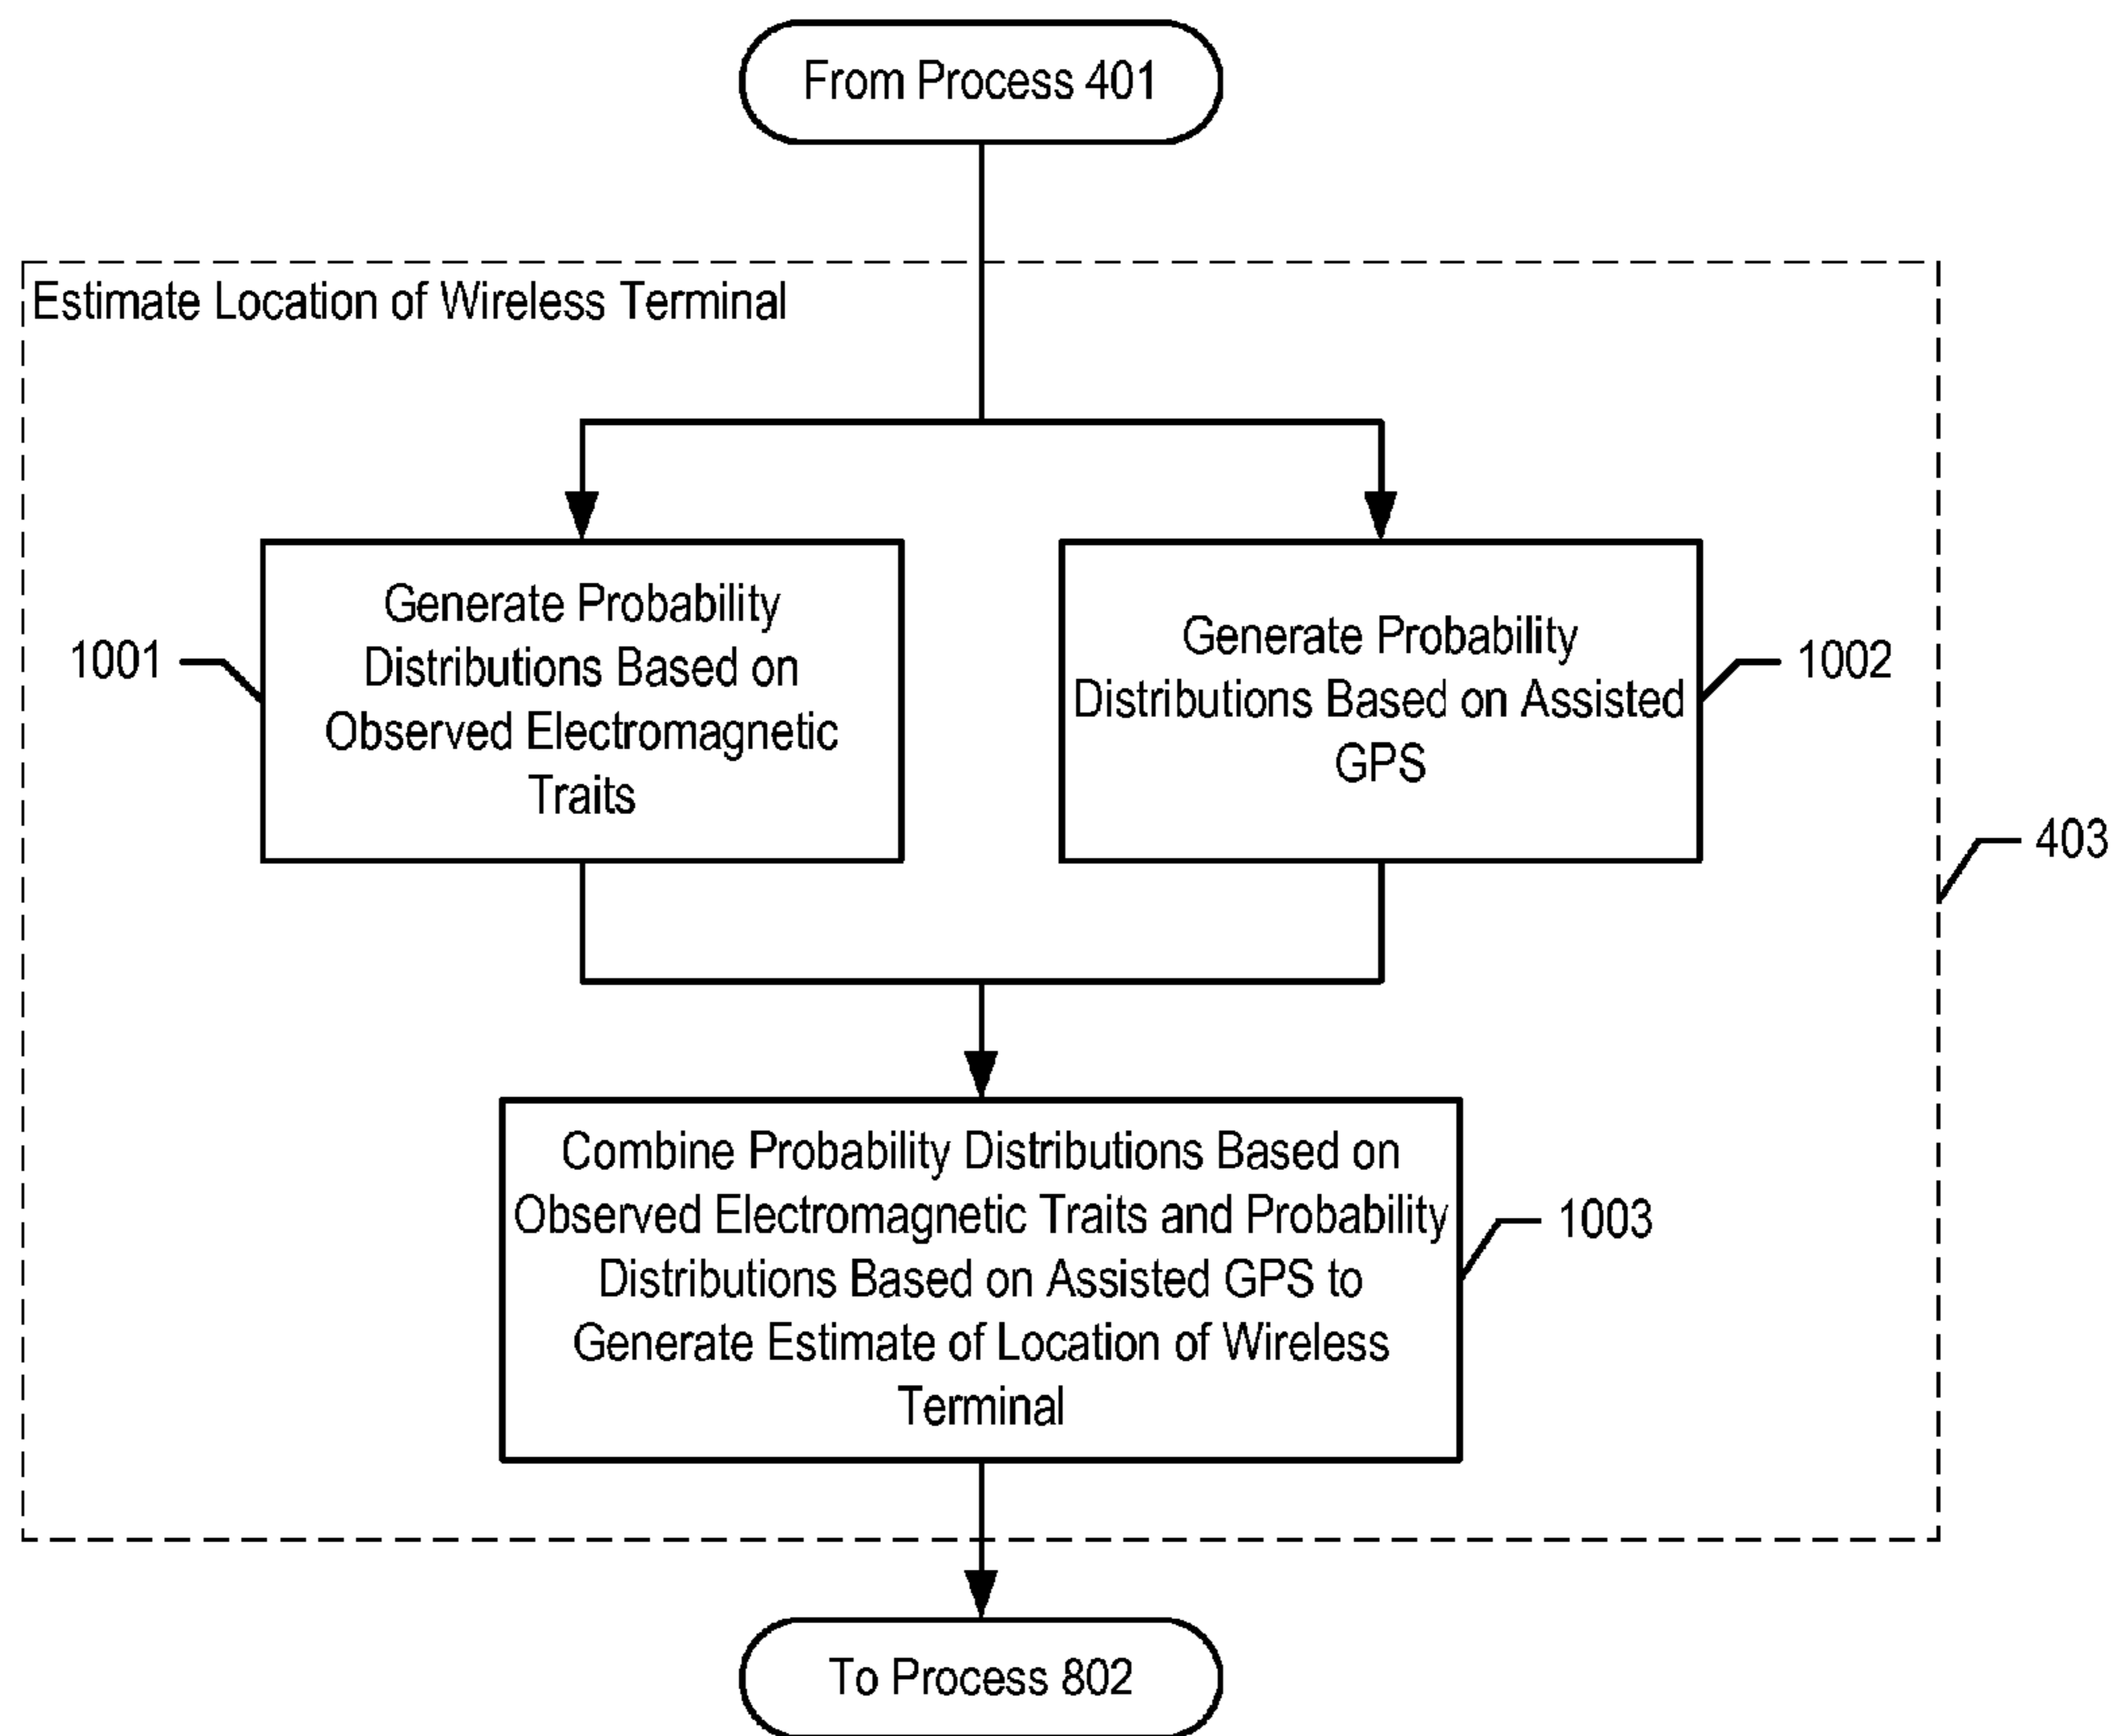 From Process 401
Estimate Location of Wireless Terminal
Generate Probability
Distributions Based on
Observed Electromagnetic
Traits
1001
Generate Probability
Distributions Based on Assisted
GPS
1002
403
Combine Probability Distributions Based on
Observed Electromagnetic Traits and Probability
Distributions Based on Assisted GPS to
Generate Estimate of Location of Wireless
Terminal
1003
To Process 802